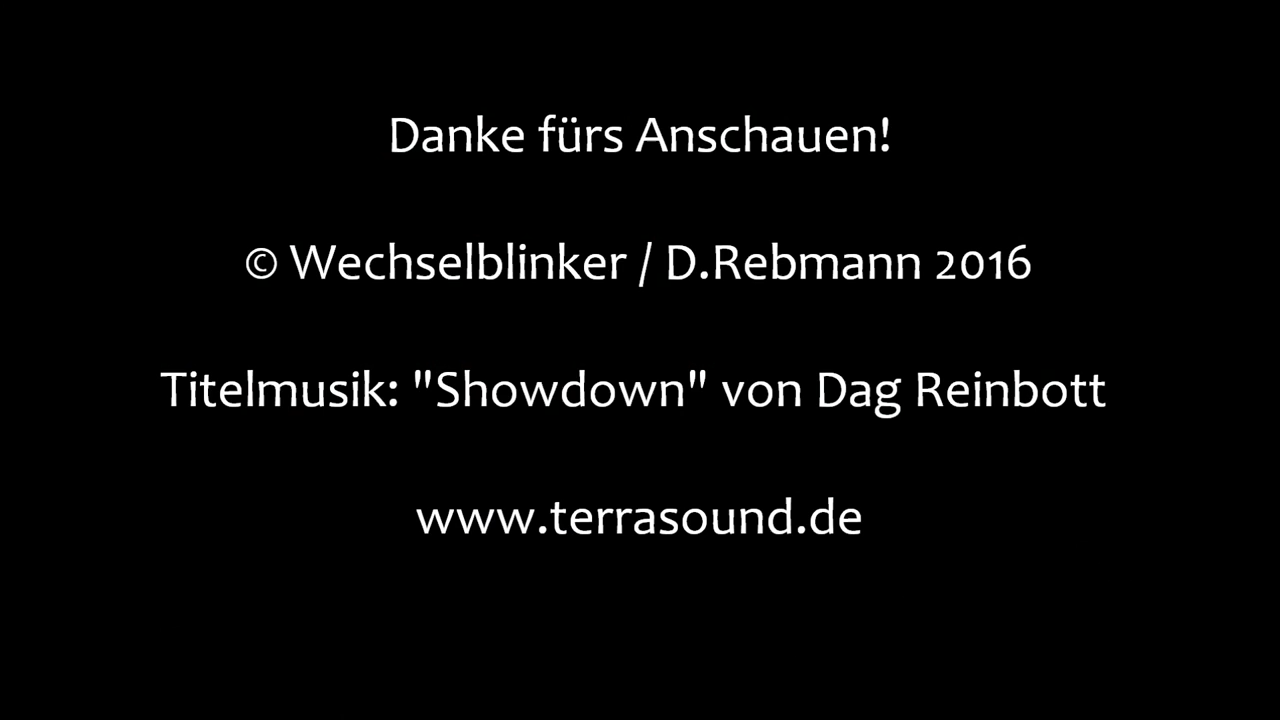 Danke fürs Anschauen!
© Wechselblinker / D.Rebmann 2016
Titelmusik: "Showdown" von Dag Reinbott
www.terrasound.de